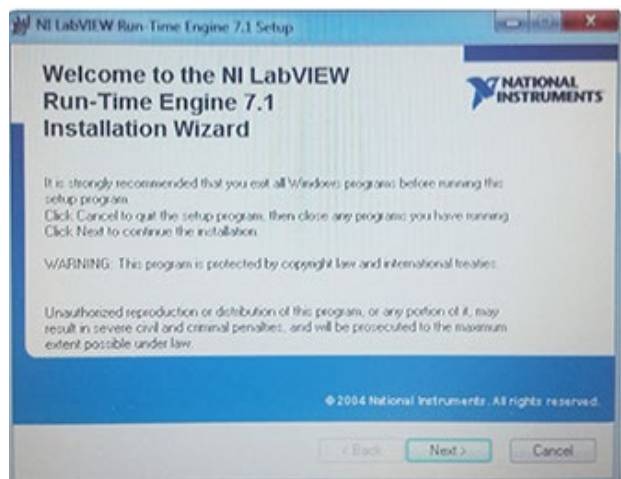 NI LabVIEW Run-Time Engine 7.1 Setup
Welcome to the NI LabVIEW
Run-Time Engine 7.1
Installation Wizard
NATIONAL
INSTRUMENTS
It is strongly recommended that you exit all Windows programs before running this
setup program.
Click Cancel to quit the setup program, then close any programs you have running.
Click Next to continue the installation.
WARNING: This program is protected by copyright law and international treaties.
Unauthorized reproduction or distribution of this program, or any portion of it, may
result in severe civil and criminal penalties, and will be prosecuted to the maximum
extent possible under law.
© 2004 National Instruments. All rights reserved.
< Back Next > Cancel